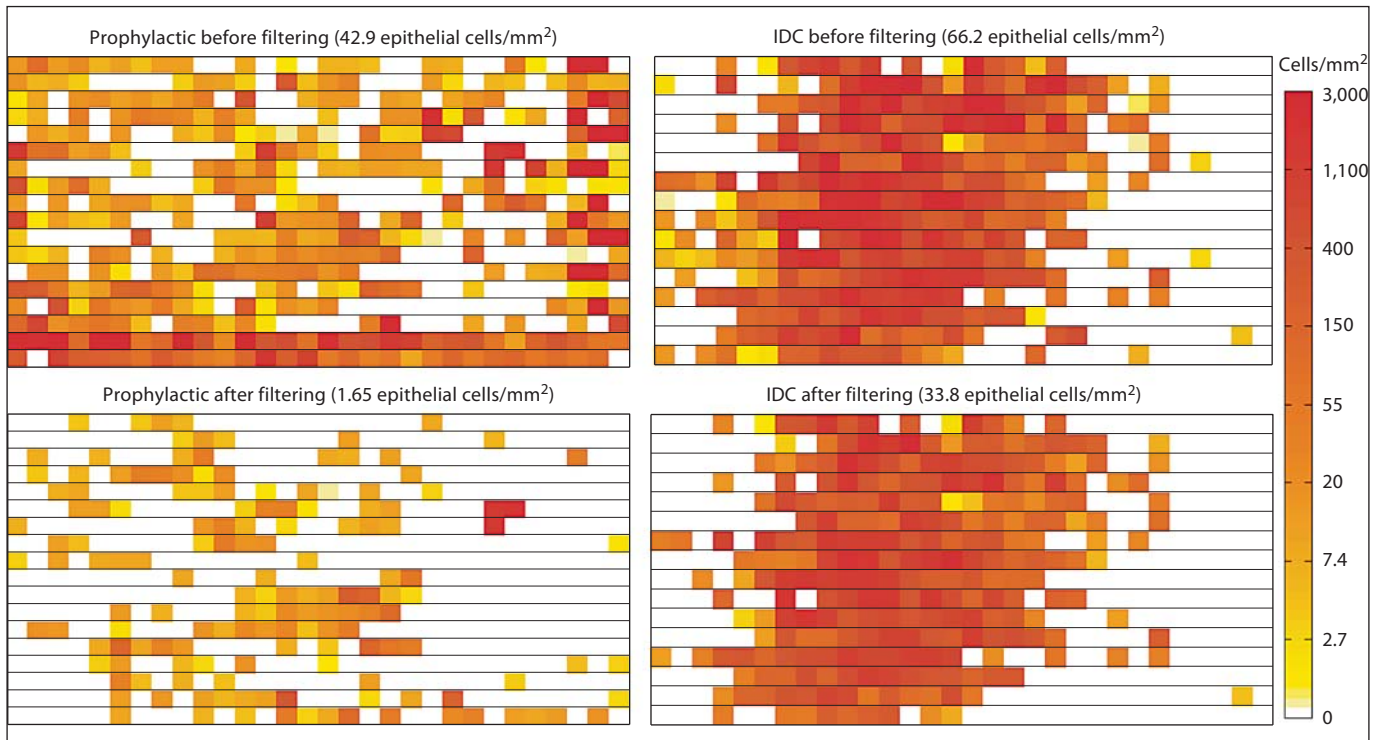 Prophylactic before filtering (42.9 epithelial cells/mm²)
IDC before filtering (66.2 epithelial cells/mm²)
Cells/mm²
3,000
1,100
400
150
55
20
7.4
2.7
0
Prophylactic after filtering (1.65 epithelial cells/mm²)
IDC after filtering (33.8 epithelial cells/mm²)